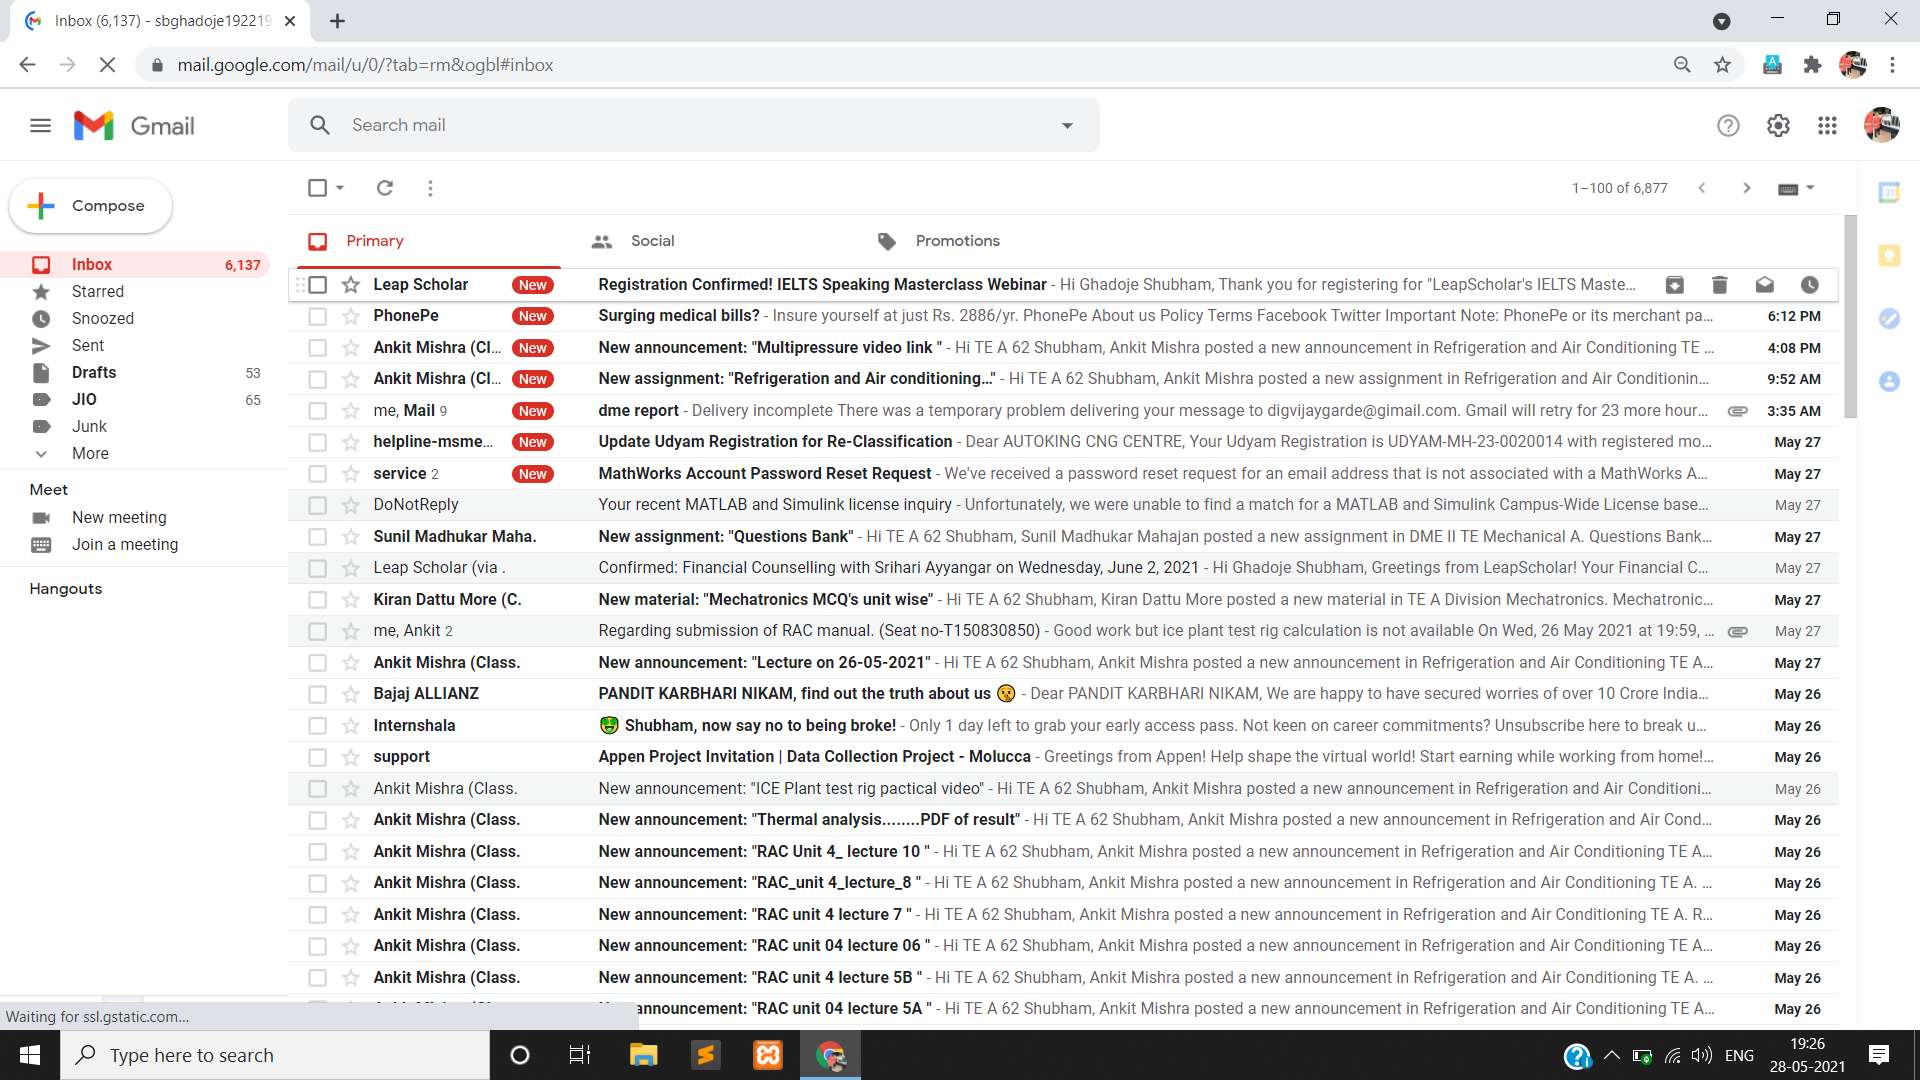 Inbox (6,137) - sbghadoje192219
mail.google.com/mail/u/0/?tab=rm&ogbl#inbox
Gmail
Search mail
Compose
1–100 of 6,877
Primary
Social
Promotions
Inbox 6,137
Starred
Snoozed
Sent
Drafts 53
JIO 65
Junk
More
Meet
New meeting
Join a meeting
Hangouts
Leap Scholar New Registration Confirmed! IELTS Speaking Masterclass Webinar - Hi Ghadoje Shubham, Thank you for registering for "LeapScholar's IELTS Maste...
PhonePe New Surging medical bills? - Insure yourself at just Rs. 2886/yr. PhonePe About us Policy Terms Facebook Twitter Important Note: PhonePe or its merchant pa... 6:12 PM
Ankit Mishra (Cl... New New announcement: "Multipressure video link " - Hi TE A 62 Shubham, Ankit Mishra posted a new announcement in Refrigeration and Air Conditioning TE ... 4:08 PM
Ankit Mishra (Cl... New New assignment: "Refrigeration and Air conditioning..." - Hi TE A 62 Shubham, Ankit Mishra posted a new assignment in Refrigeration and Air Conditionin... 9:52 AM
me, Mail 9 New dme report - Delivery incomplete There was a temporary problem delivering your message to digvijaygarde@gimail.com. Gmail will retry for 23 more hour... 3:35 AM
helpline-msme... New Update Udyam Registration for Re-Classification - Dear AUTOKING CNG CENTRE, Your Udyam Registration is UDYAM-MH-23-0020014 with registered mo... May 27
service 2 New MathWorks Account Password Reset Request - We've received a password reset request for an email address that is not associated with a MathWorks A... May 27
DoNotReply Your recent MATLAB and Simulink license inquiry - Unfortunately, we were unable to find a match for a MATLAB and Simulink Campus-Wide License base... May 27
Sunil Madhukar Maha. New assignment: "Questions Bank" - Hi TE A 62 Shubham, Sunil Madhukar Mahajan posted a new assignment in DME II TE Mechanical A. Questions Bank... May 27
Leap Scholar (via . Confirmed: Financial Counselling with Srihari Ayyangar on Wednesday, June 2, 2021 - Hi Ghadoje Shubham, Greetings from LeapScholar! Your Financial C... May 27
Kiran Dattu More (C. New material: "Mechatronics MCQ's unit wise" - Hi TE A 62 Shubham, Kiran Dattu More posted a new material in TE A Division Mechatronics. Mechatronic... May 27
me, Ankit 2 Regarding submission of RAC manual. (Seat no-T150830850) - Good work but ice plant test rig calculation is not available On Wed, 26 May 2021 at 19:59, ... May 27
Ankit Mishra (Class. New announcement: "Lecture on 26-05-2021" - Hi TE A 62 Shubham, Ankit Mishra posted a new announcement in Refrigeration and Air Conditioning TE A... May 27
Bajaj ALLIANZ PANDIT KARBHARI NIKAM, find out the truth about us 🤫 - Dear PANDIT KARBHARI NIKAM, We are happy to have secured worries of over 10 Crore India... May 26
Internshala 🤑 Shubham, now say no to being broke! - Only 1 day left to grab your early access pass. Not keen on career commitments? Unsubscribe here to break u... May 26
support Appen Project Invitation | Data Collection Project - Molucca - Greetings from Appen! Help shape the virtual world! Start earning while working from home!... May 26
Ankit Mishra (Class. New announcement: "ICE Plant test rig pactical video" - Hi TE A 62 Shubham, Ankit Mishra posted a new announcement in Refrigeration and Air Conditioni... May 26
Ankit Mishra (Class. New announcement: "Thermal analysis........PDF of result" - Hi TE A 62 Shubham, Ankit Mishra posted a new announcement in Refrigeration and Air Cond... May 26
Ankit Mishra (Class. New announcement: "RAC Unit 4_ lecture 10 " - Hi TE A 62 Shubham, Ankit Mishra posted a new announcement in Refrigeration and Air Conditioning TE A... May 26
Ankit Mishra (Class. New announcement: "RAC_unit 4_lecture_8 " - Hi TE A 62 Shubham, Ankit Mishra posted a new announcement in Refrigeration and Air Conditioning TE A. ... May 26
Ankit Mishra (Class. New announcement: "RAC unit 4 lecture 7 " - Hi TE A 62 Shubham, Ankit Mishra posted a new announcement in Refrigeration and Air Conditioning TE A. R... May 26
Ankit Mishra (Class. New announcement: "RAC unit 04 lecture 06 " - Hi TE A 62 Shubham, Ankit Mishra posted a new announcement in Refrigeration and Air Conditioning TE A... May 26
Ankit Mishra (Class. New announcement: "RAC unit 4 lecture 5B " - Hi TE A 62 Shubham, Ankit Mishra posted a new announcement in Refrigeration and Air Conditioning TE A. ... May 26
announcement: "RAC unit 04 lecture 5A " - Hi TE A 62 Shubham, Ankit Mishra posted a new announcement in Refrigeration and Air Conditioning TE A... May 26
Waiting for ssl.gstatic.com...
Type here to search
ENG
19:26
28-05-2021